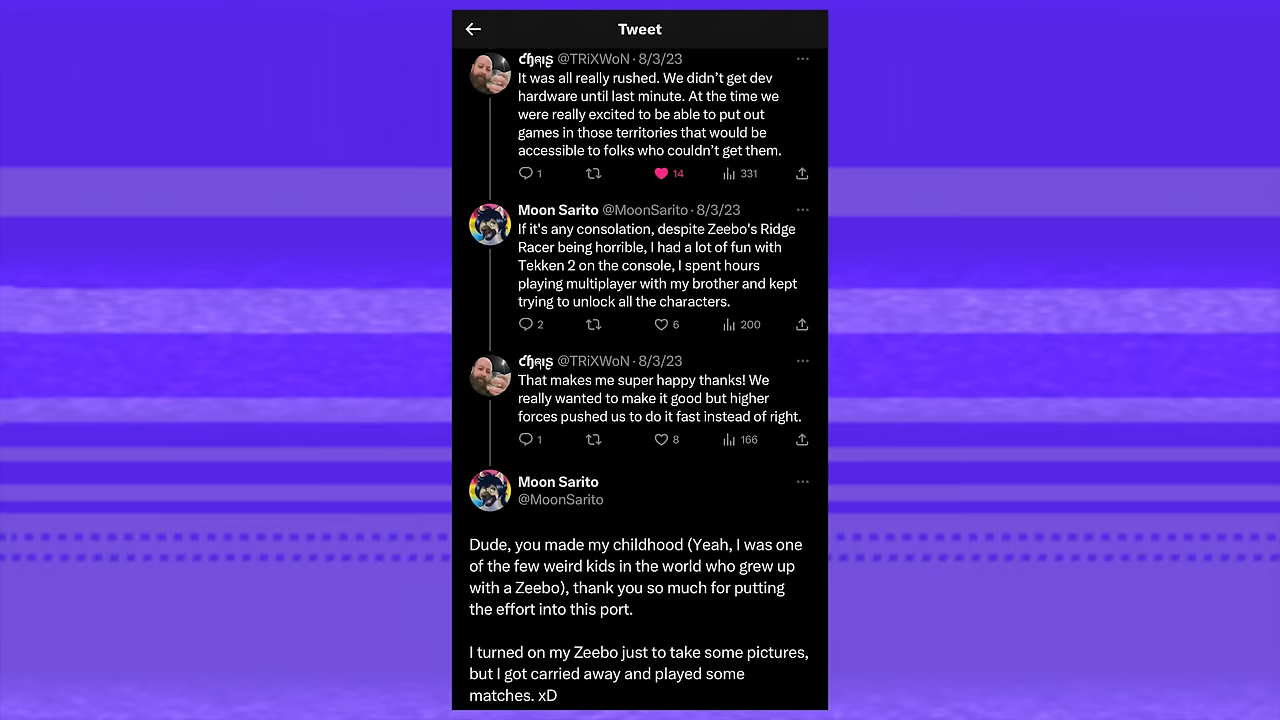 Tweet
Chris @TRiXWoN · 8/3/23
It was all really rushed. We didn't get dev
hardware until last minute. At the time we
were really excited to be able to put out
games in those territories that would be
accessible to folks who couldn't get them.
1 14 331
Moon Sarito @MoonSarito · 8/3/23
If it's any consolation, despite Zeebo's Ridge
Racer being horrible, I had a lot of fun with
Tekken 2 on the console, I spent hours
playing multiplayer with my brother and kept
trying to unlock all the characters.
2 6 200
Chris @TRiXWoN · 8/3/23
That makes me super happy thanks! We
really wanted to make it good but higher
forces pushed us to do it fast instead of right.
1 8 166
Moon Sarito
@MoonSarito
Dude, you made my childhood (Yeah, I was one
of the few weird kids in the world who grew up
with a Zeebo), thank you so much for putting
the effort into this port.
I turned on my Zeebo just to take some pictures,
but I got carried away and played some
matches. xD